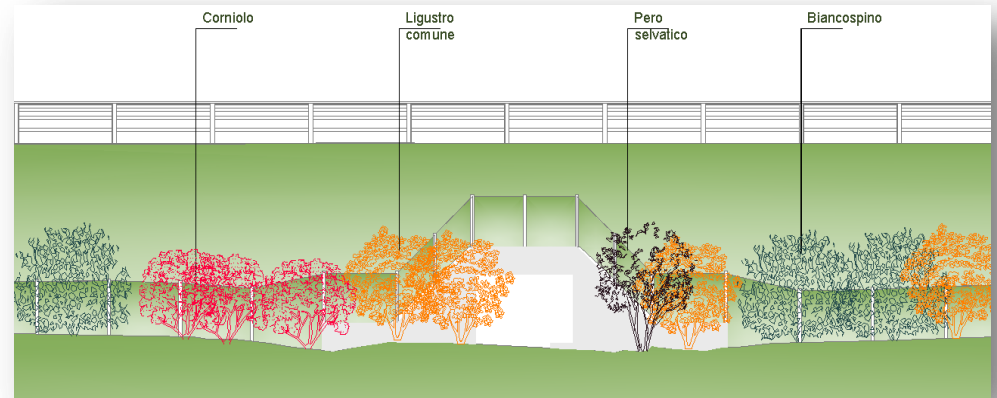 Corniolo
Ligustro
comune
Pero
selvatico
Biancospino